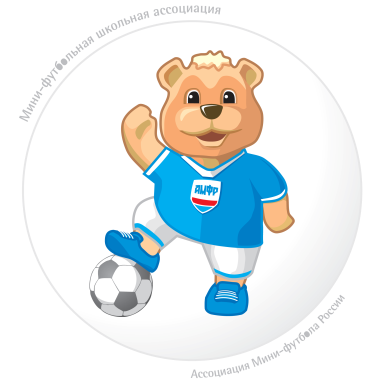 Мини-футбольная школьная ассоциация
АМФР
Ассоциация Мини-футбола России